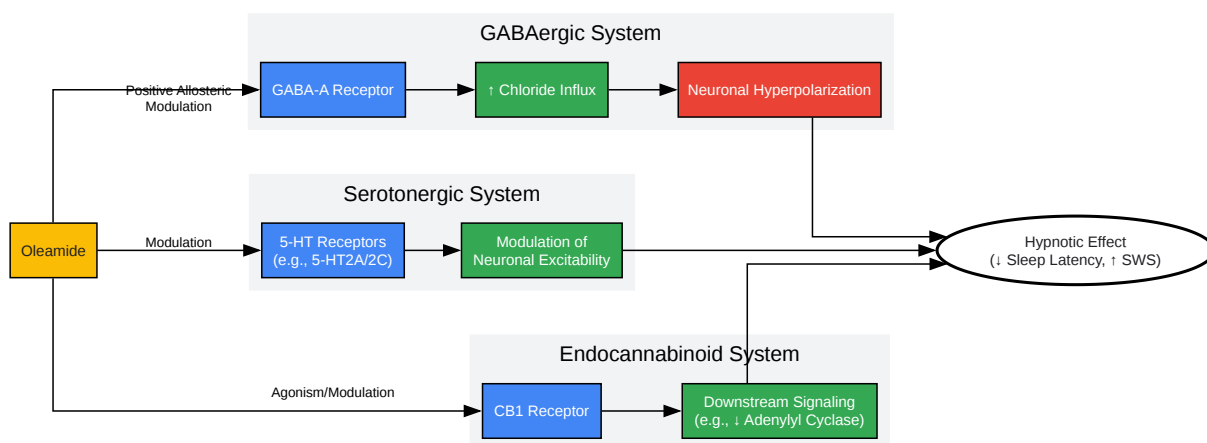 GABAergic System
Positive Allosteric
Modulation
GABA-A Receptor
↑ Chloride Influx
Neuronal Hyperpolarization
Serotonergic System
Oleamide
Modulation
5-HT Receptors
(e.g., 5-HT2A/2C)
Modulation of
Neuronal Excitability
Hypnotic Effect
(↓ Sleep Latency, ↑ SWS)
Endocannabinoid System
Agonism/Modulation
CB1 Receptor
Downstream Signaling
(e.g., ↓ Adenylyl Cyclase)